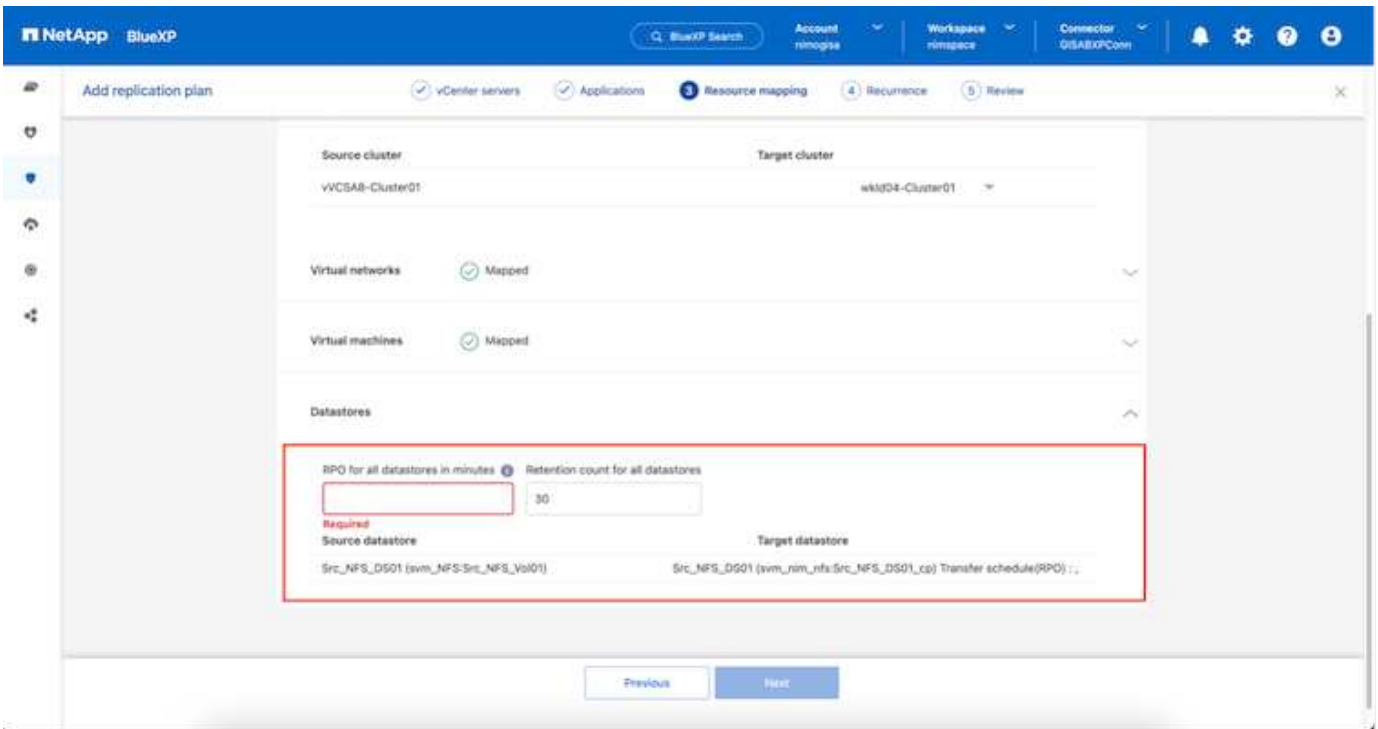 NetApp BlueXP
BlueXP Search
Account
nimogisa
Workspace
nimspace
Connector
GISABXPConn
Add replication plan
vCenter servers
Applications
3 Resource mapping
4 Recurrence
5 Review
Source cluster Target cluster
vVCSA8-Cluster01 wkld04-Cluster01
Virtual networks Mapped
Virtual machines Mapped
Datastores
RPO for all datastores in minutes Retention count for all datastores
30
Required
Source datastore Target datastore
Src_NFS_DS01 (svm_NFS:Src_NFS_Vol01) Src_NFS_DS01 (svm_nim_nfs:Src_NFS_DS01_cp) Transfer schedule(RPO) : ,
Previous Next